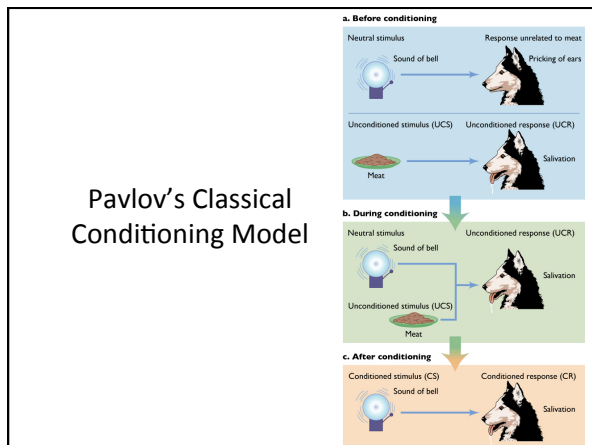 Pavlov's Classical
Conditioning Model
a. Before conditioning
Neutral stimulus
Response unrelated to meat
Sound of bell
Pricking of ears
Unconditioned stimulus (UCS)
Unconditioned response (UCR)
Salivation
Meat
b. During conditioning
Neutral stimulus
Unconditioned response (UCR)
Sound of bell
Salivation
Unconditioned stimulus (UCS)
Meat
c. After conditioning
Conditioned stimulus (CS)
Conditioned response (CR)
Sound of bell
Salivation